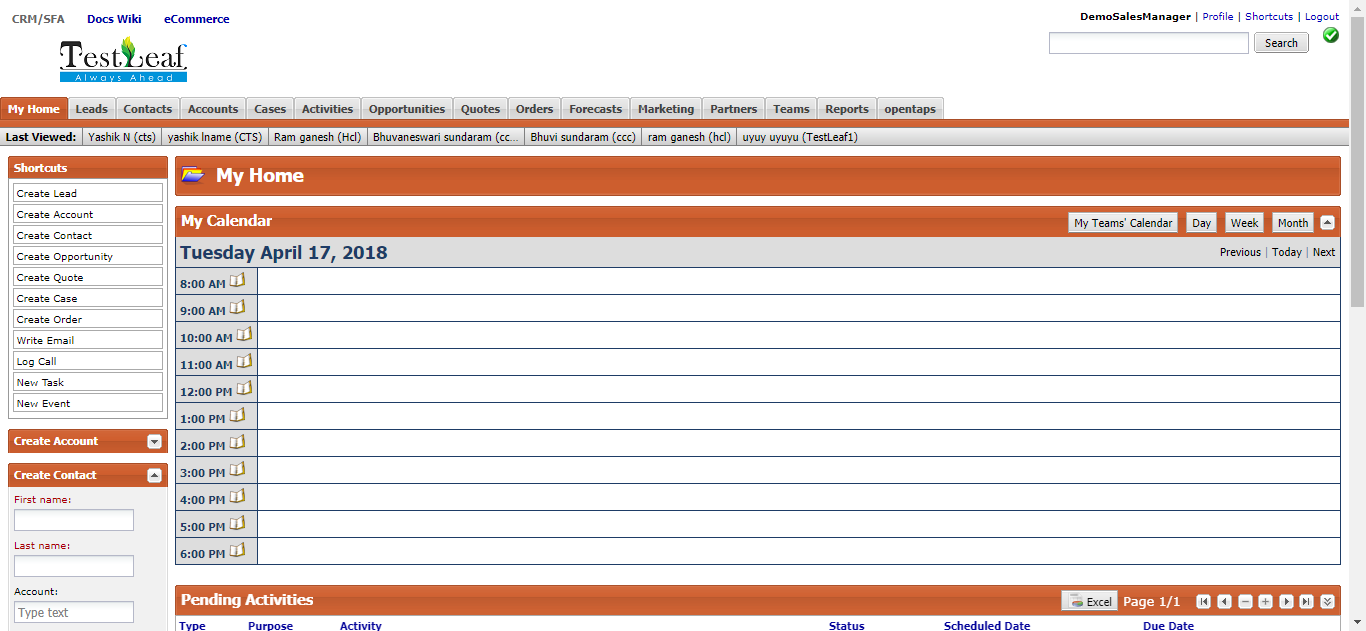 CRM/SFA Docs Wiki eCommerce
DemoSalesManager | Profile | Shortcuts | Logout
Search
TestLeaf
Always Ahead
My Home Leads Contacts Accounts Cases Activities Opportunities Quotes Orders Forecasts Marketing Partners Teams Reports opentaps
Last Viewed: Yashik N (cts) yashik lname (CTS) Ram ganesh (Hcl) Bhuvaneswari sundaram (cc... Bhuvi sundaram (ccc) ram ganesh (hcl) uyuy uyuyu (TestLeaf1)
Shortcuts
Create Lead
Create Account
Create Contact
Create Opportunity
Create Quote
Create Case
Create Order
Write Email
Log Call
New Task
New Event
Create Account
Create Contact
First name:
Last name:
Account:
Type text
My Home
My Calendar My Teams' Calendar Day Week Month
Tuesday April 17, 2018 Previous | Today | Next
8:00 AM
9:00 AM
10:00 AM
11:00 AM
12:00 PM
1:00 PM
2:00 PM
3:00 PM
4:00 PM
5:00 PM
6:00 PM
Pending Activities Excel Page 1/1
Type Purpose Activity Status Scheduled Date Due Date